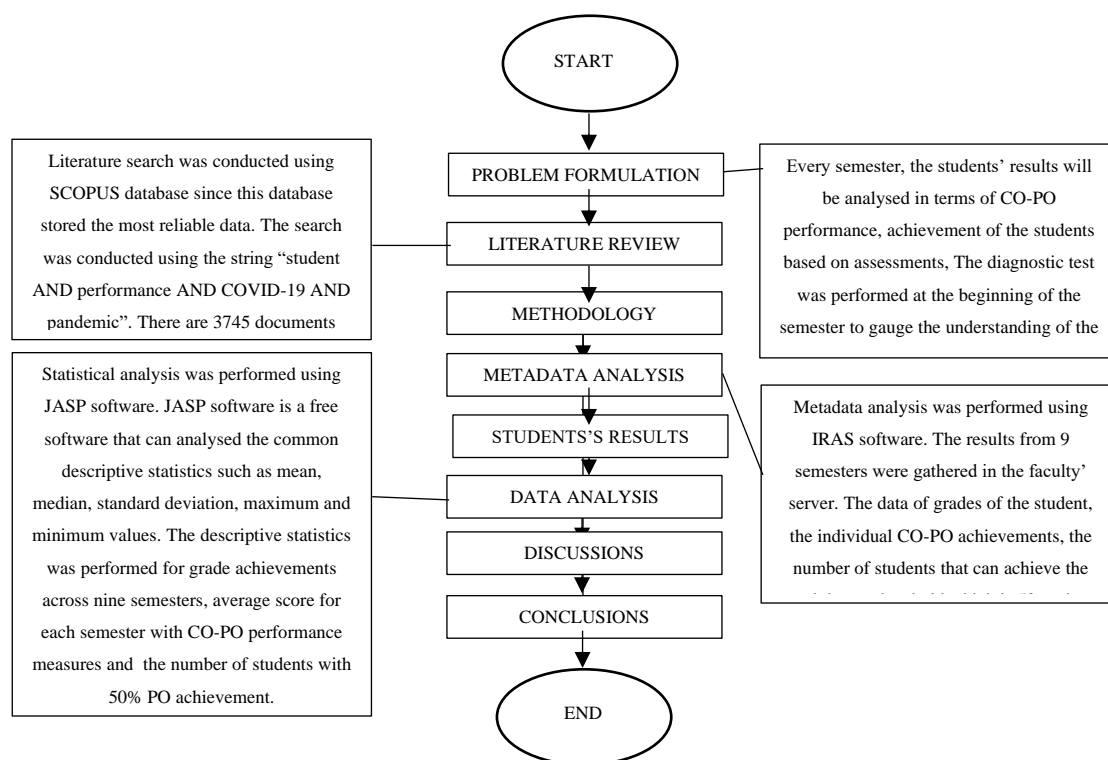 START
PROBLEM FORMULATION
LITERATURE REVIEW
METHODOLOGY
METADATA ANALYSIS
STUDENTS'S RESULTS
DATA ANALYSIS
DISCUSSIONS
CONCLUSIONS
END
Literature search was conducted using
SCOPUS database since this database
stored the most reliable data. The search
was conducted using the string “student
AND performance AND COVID-19 AND
pandemic”. There are 3745 documents
Statistical analysis was performed using
JASP software. JASP software is a free
software that can analysed the common
descriptive statistics such as mean,
median, standard deviation, maximum and
minimum values. The descriptive statistics
was performed for grade achievements
across nine semesters, average score for
each semester with CO-PO performance
measures and the number of students with
50% PO achievement.
Every semester, the students’ results will
be analysed in terms of CO-PO
performance, achievement of the students
based on assessments, The diagnostic test
was performed at the beginning of the
semester to gauge the understanding of the
Metadata analysis was performed using
IRAS software. The results from 9
semesters were gathered in the faculty’
server. The data of grades of the student,
the individual CO-PO achievements, the
number of students that can achieve the